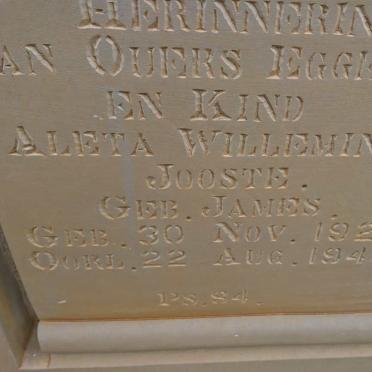 HERINNERIN
AN OUERS EGG
EN KIND
ALETA WILLEMIN
JOOSTE.
GEB. JAMES.
GEB. 30 NOV. 192
OORL. 22 AUG. 194
PS. 84.